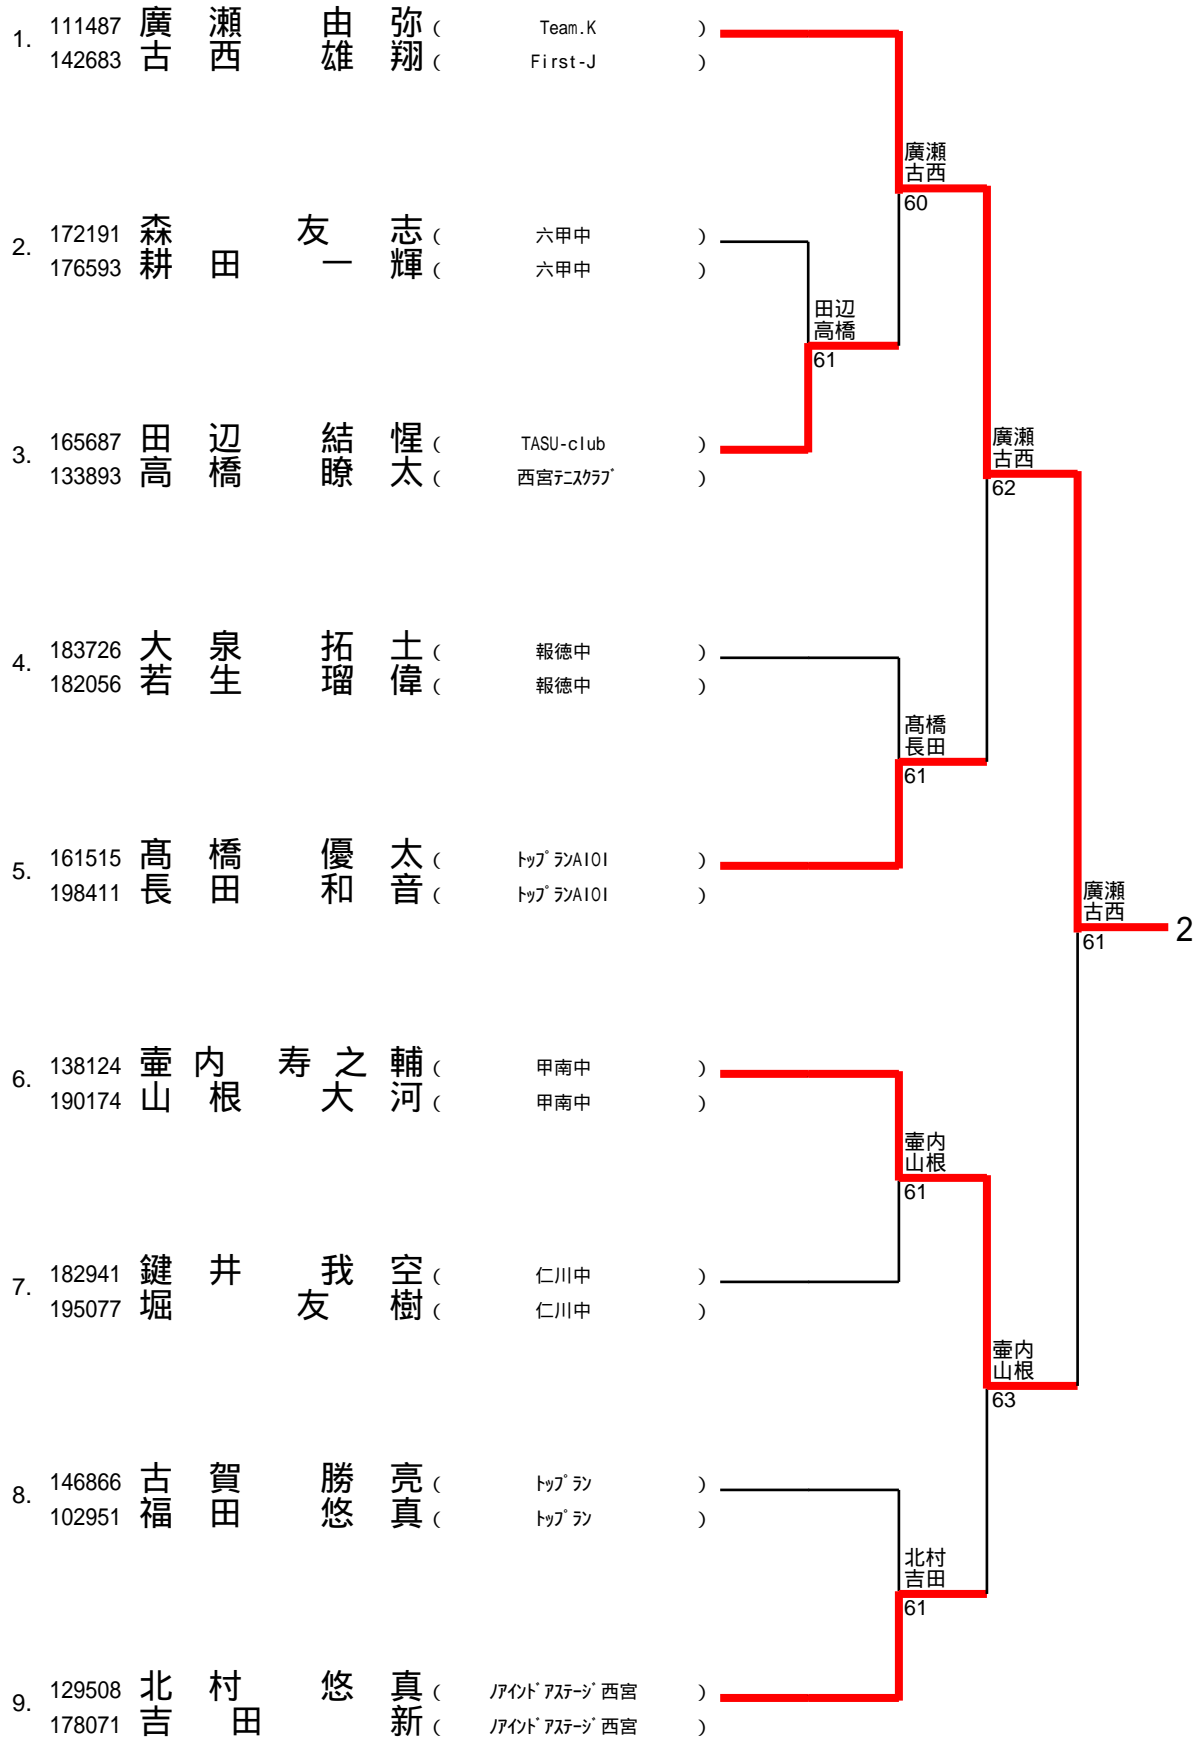 1. 111487 廣瀬 由弥 ( Team.K )
142683 古西 雄翔 ( First-J )
廣瀬
古西
60
2. 172191 森 友志 ( 六甲中 )
176593 耕田 一輝 ( 六甲中 )
田辺
高橋
61
3. 165687 田辺 結惺 ( TASU-club )
133893 高橋 瞭太 ( 西宮テニスクラブ )
廣瀬
古西
62
4. 183726 大泉 拓土 ( 報徳中 )
182056 若生 瑠偉 ( 報徳中 )
髙橋
長田
61
5. 161515 髙橋 優太 ( トップランAIOI )
198411 長田 和音 ( トップランAIOI )
廣瀬
古西
61
2
6. 138124 壷内 寿之輔 ( 甲南中 )
190174 山根 大河 ( 甲南中 )
壷内
山根
61
7. 182941 鍵井 我空 ( 仁川中 )
195077 堀 友樹 ( 仁川中 )
壷内
山根
63
8. 146866 古賀 勝亮 ( トップラン )
102951 福田 悠真 ( トップラン )
北村
吉田
61
9. 129508 北村 悠真 ( ノアインドアステージ西宮 )
178071 吉田 新 ( ノアインドアステージ西宮 )